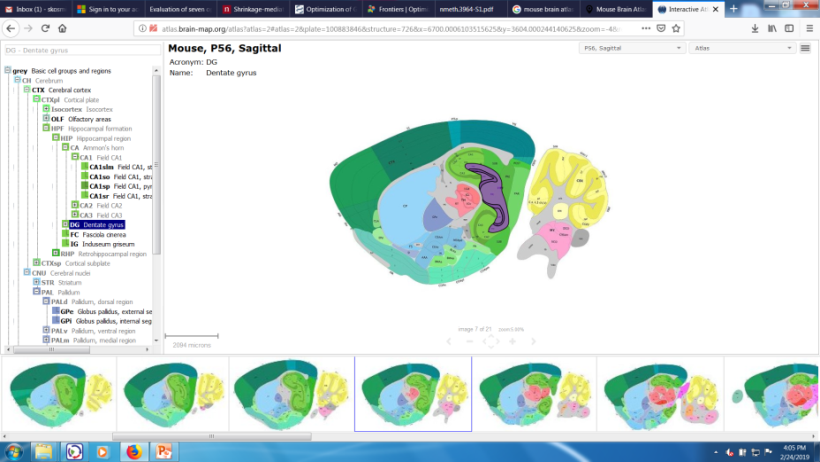 Inbox (1) - skosm
Sign in to your ac
Evaluation of seven a
Shrinkage-median
Optimization of G
Frontiers | Optim
nmeth.3964-S1.pdf
mouse brain atla
Mouse Brain Atla
Interactive At
atlas.brain-map.org/atlas?atlas=2#atlas=2&plate=100883846&structure=726&x=6700.0006103515625&y=3604.000244140625&zoom=-4&
DG - Dentate gyrus
grey Basic cell groups and regions
CH Cerebrum
CTX Cerebral cortex
CTXpl Cortical plate
Isocortex Isocortex
OLF Olfactory areas
HPF Hippocampal formation
HIP Hippocampal region
CA Ammon's horn
CA1 Field CA1
CA1slm Field CA1, st
CA1so Field CA1, stra
CA1sp Field CA1, pyr
CA1sr Field CA1, stra
CA2 Field CA2
CA3 Field CA3
DG Dentate gyrus
FC Fasciola cinerea
IG Induseum griseum
RHP Retrohippocampal region
CTXsp Cortical subplate
CNU Cerebral nuclei
STR Striatum
PAL Pallidum
PALd Pallidum, dorsal region
GPe Globus pallidus, external se
GPi Globus pallidus, internal seg
PALv Pallidum, ventral region
PALm Pallidum, medial region
Mouse, P56, Sagittal
Acronym: DG
Name: Dentate gyrus
P56, Sagittal
Atlas
2094 microns
image 7 of 21
4:05 PM
2/24/2019